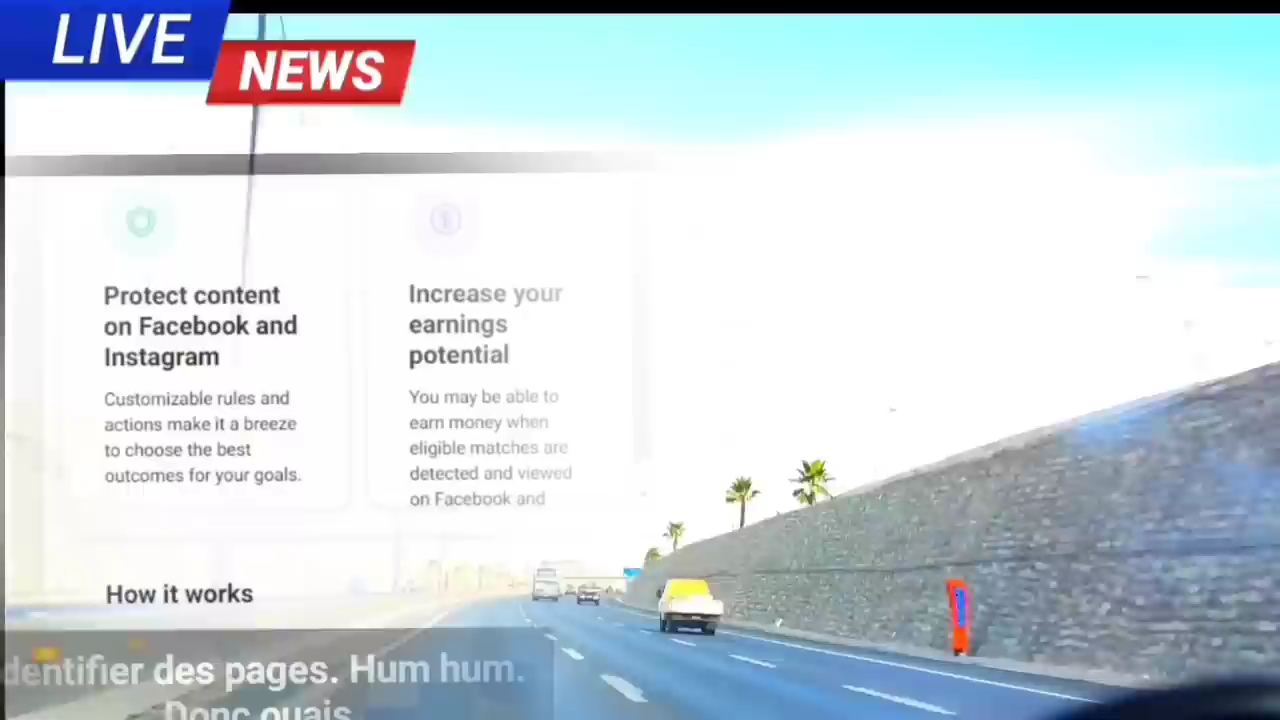 LIVE
NEWS
Protect content
on Facebook and
Instagram
Customizable rules and
actions make it a breeze
to choose the best
outcomes for your goals.
Increase your
earnings
potential
You may be able to
earn money when
eligible matches are
detected and viewed
on Facebook and
How it works
dentifier des pages. Hum hum.
Donc ouais